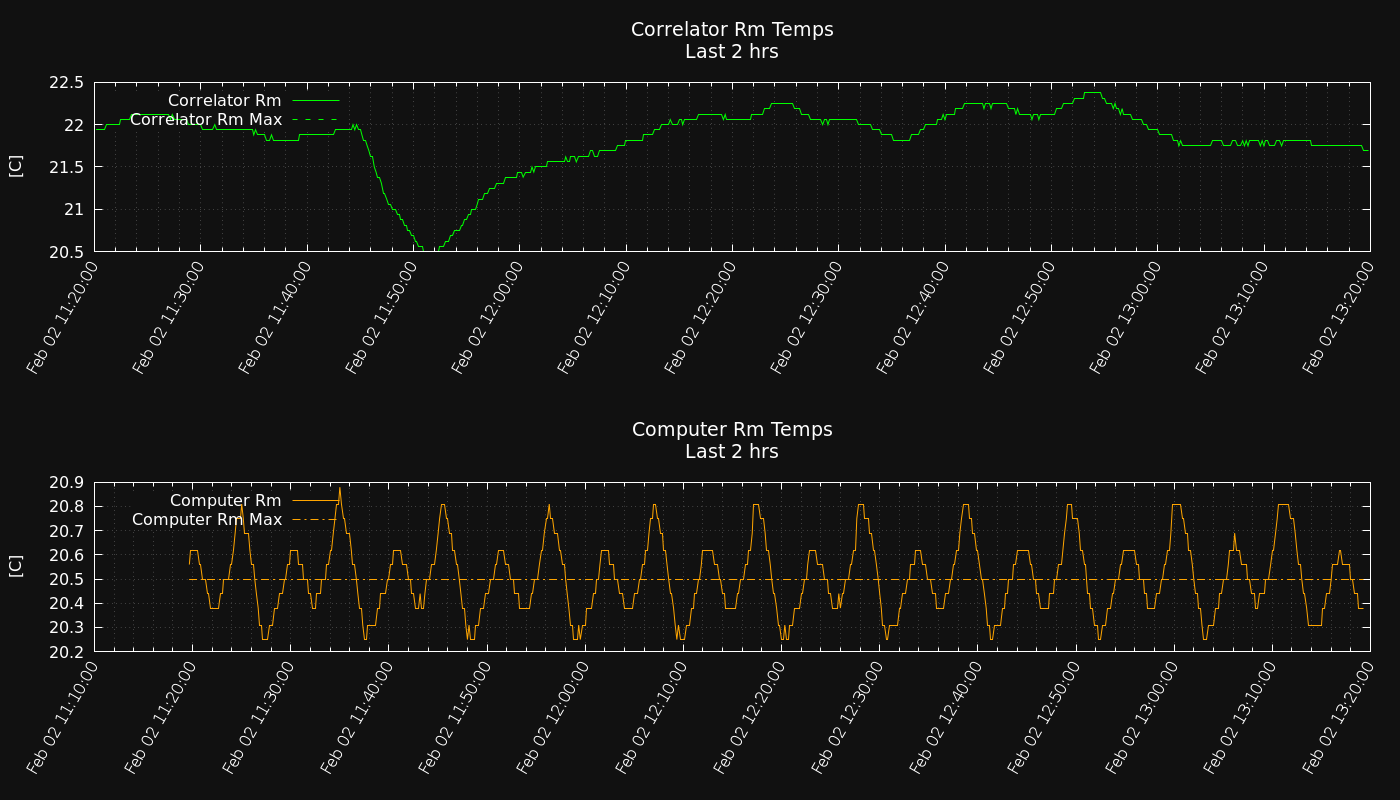 Correlator Rm Temps
Last 2 hrs
22.5
22
21.5
21
20.5
[C]
Correlator Rm
Correlator Rm Max
Feb 02 11:20:00
Feb 02 11:30:00
Feb 02 11:40:00
Feb 02 11:50:00
Feb 02 12:00:00
Feb 02 12:10:00
Feb 02 12:20:00
Feb 02 12:30:00
Feb 02 12:40:00
Feb 02 12:50:00
Feb 02 13:00:00
Feb 02 13:10:00
Feb 02 13:20:00
Computer Rm Temps
Last 2 hrs
20.9
20.8
20.7
20.6
20.5
20.4
20.3
20.2
[C]
Computer Rm
Computer Rm Max
Feb 02 11:10:00
Feb 02 11:20:00
Feb 02 11:30:00
Feb 02 11:40:00
Feb 02 11:50:00
Feb 02 12:00:00
Feb 02 12:10:00
Feb 02 12:20:00
Feb 02 12:30:00
Feb 02 12:40:00
Feb 02 12:50:00
Feb 02 13:00:00
Feb 02 13:10:00
Feb 02 13:20:00